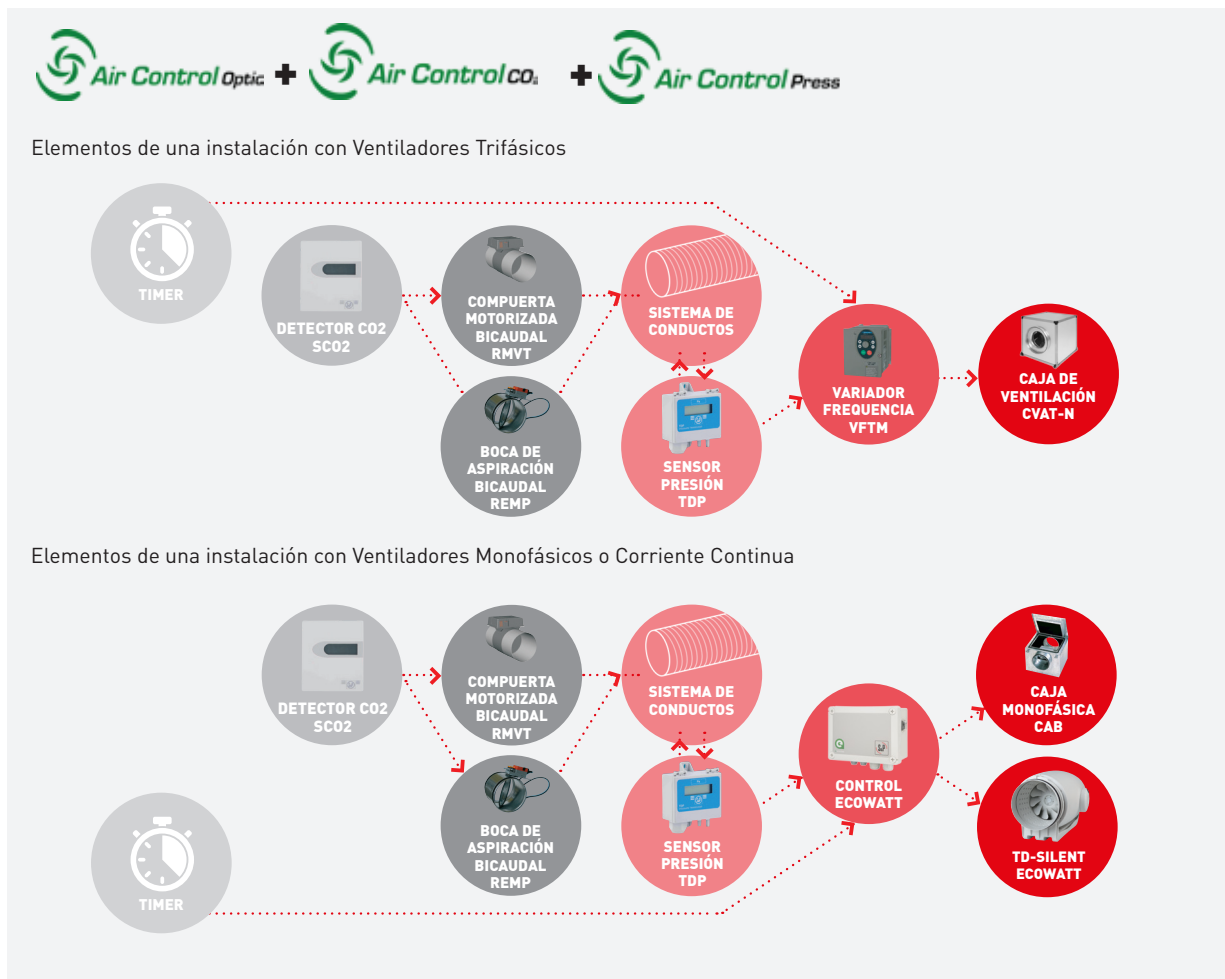 Air Control Optic + Air Control CO₂ + Air Control Press
Elementos de una instalación con Ventiladores Trifásicos
TIMER
DETECTOR CO2
SCO2
COMPUERTA
MOTORIZADA
BICAUDAL
RMVT
BOCA DE
ASPIRACIÓN
BICAUDAL
REMP
SISTEMA DE
CONDUCTOS
SENSOR
PRESIÓN
TDP
VARIADOR
FREQUENCIA
VFTM
CAJA DE
VENTILACIÓN
CVAT-N
Elementos de una instalación con Ventiladores Monofásicos o Corriente Continua
DETECTOR CO2
SCO2
COMPUERTA
MOTORIZADA
BICAUDAL
RMVT
BOCA DE
ASPIRACIÓN
BICAUDAL
REMP
SISTEMA DE
CONDUCTOS
SENSOR
PRESIÓN
TDP
CONTROL
ECOWATT
CAJA
MONOFÁSICA
CAB
TD-SILENT
ECOWATT
TIMER